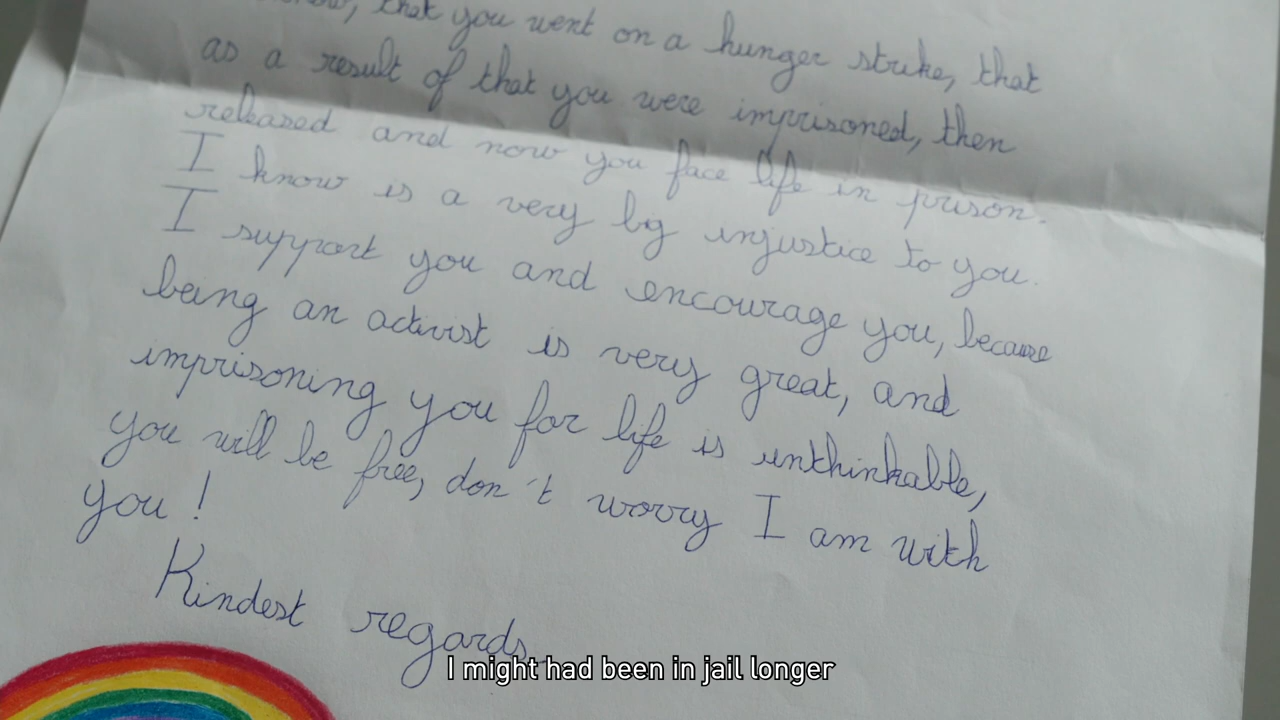 that you went on a hunger strike, that
as a result of that you were imprisoned, then
released and now you face life in prison.
I know is a very big injustice to you.
I support you and encourage you, because
being an activist is very great, and
imprisoning you for life is unthinkable,
you will be free, don't worry I am with
you!
Kindest regards
I might had been in jail longer